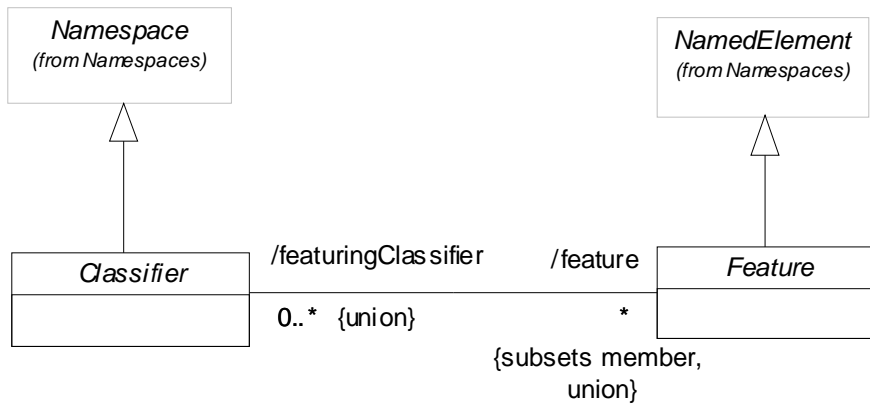 Namespace
(from Namespaces)
NamedElement
(from Namespaces)
Classifier
/featuringClassifier
/feature
Feature
0..* {union}
*
{subsets member,
union}